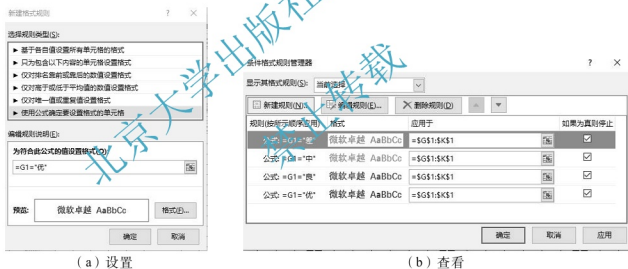 新建格式规则 ? ×
选择规则类型(S):
► 基于各自值设置所有单元格的格式
► 只为包含以下内容的单元格设置格式
► 仅对排名靠前或靠后的数值设置格式
► 仅对高于或低于平均值的数值设置格式
► 仅对唯一值或重复值设置格式
► 使用公式确定要设置格式的单元格
编辑规则说明(E):
为符合此公式的值设置格式(O):
=G1="优"
预览: 微软卓越 AaBbCc 格式(F)...
确定 取消
(a)设置
条件格式规则管理器 ? ×
显示其格式规则(S): 当前选择
新建规则(N)... 编辑规则(E)... × 删除规则(D)
规则(按所示顺序应用) 格式 应用于 如果为真则停止
公式: =G1="差" 微软卓越 AaBbCc =$G$1:$K$1
公式: =G1="中" 微软卓越 AaBbCc =$G$1:$K$1
公式: =G1="良" 微软卓越 AaBbCc =$G$1:$K$1
公式: =G1="优" 微软卓越 AaBbCc =$G$1:$K$1
确定 取消 应用
(b)查看
北京大学出版社
禁止转载